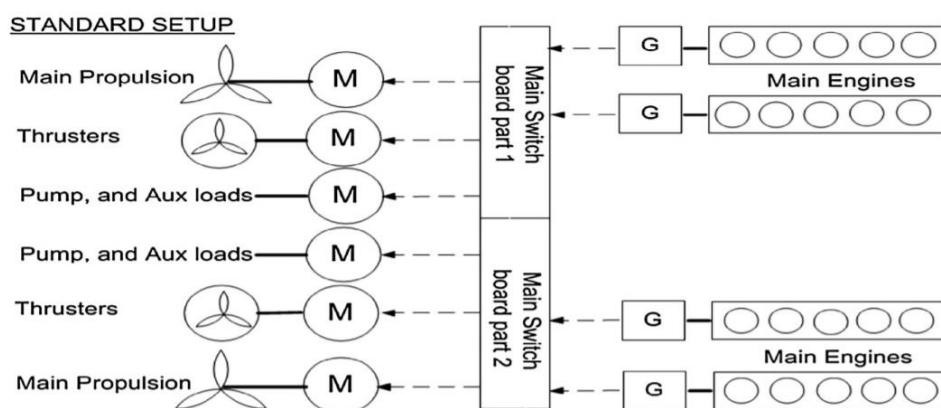 STANDARD SETUP
Main Propulsion
M
Thrusters
M
Pump, and Aux loads
M
Pump, and Aux loads
M
Thrusters
M
Main Propulsion
M
Main Switch
board part 1
Main Switch
board part 2
G
Main Engines
G
G
Main Engines
G